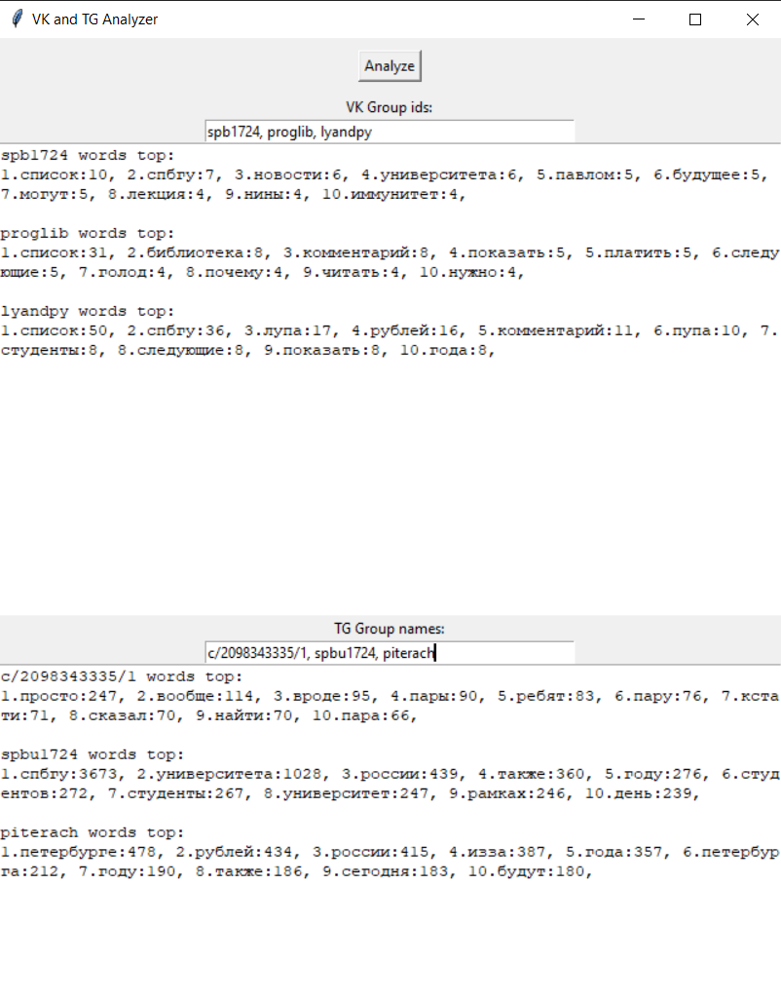 VK and TG Analyzer
Analyze
VK Group ids:
spb1724, proglib, lyandpy
spb1724 words top:
1.список:10, 2.спбгу:7, 3.новости:6, 4.университета:6, 5.павлом:5, 6.будущее:5,
7.могут:5, 8.лекция:4, 9.нины:4, 10.иммунитет:4,
proglib words top:
1.список:31, 2.библиотека:8, 3.комментарий:8, 4.показать:5, 5.платить:5, 6.следу
ющие:5, 7.голод:4, 8.почему:4, 9.читать:4, 10.нужно:4,
lyandpy words top:
1.список:50, 2.спбгу:36, 3.лупа:17, 4.рублей:16, 5.комментарий:11, 6.пупа:10, 7.
студенты:8, 8.следующие:8, 9.показать:8, 10.года:8,
TG Group names:
c/2098343335/1, spbu1724, piterach
c/2098343335/1 words top:
1.просто:247, 2.вообще:114, 3.вроде:95, 4.пары:90, 5.ребят:83, 6.пару:76, 7.кста
ти:71, 8.сказал:70, 9.найти:70, 10.пара:66,
spbu1724 words top:
1.спбгу:3673, 2.университета:1028, 3.россии:439, 4.также:360, 5.году:276, 6.студ
ентов:272, 7.студенты:267, 8.университет:247, 9.рамках:246, 10.день:239,
piterach words top:
1.петербурге:478, 2.рублей:434, 3.россии:415, 4.изза:387, 5.года:357, 6.петербур
га:212, 7.году:190, 8.также:186, 9.сегодня:183, 10.будут:180,